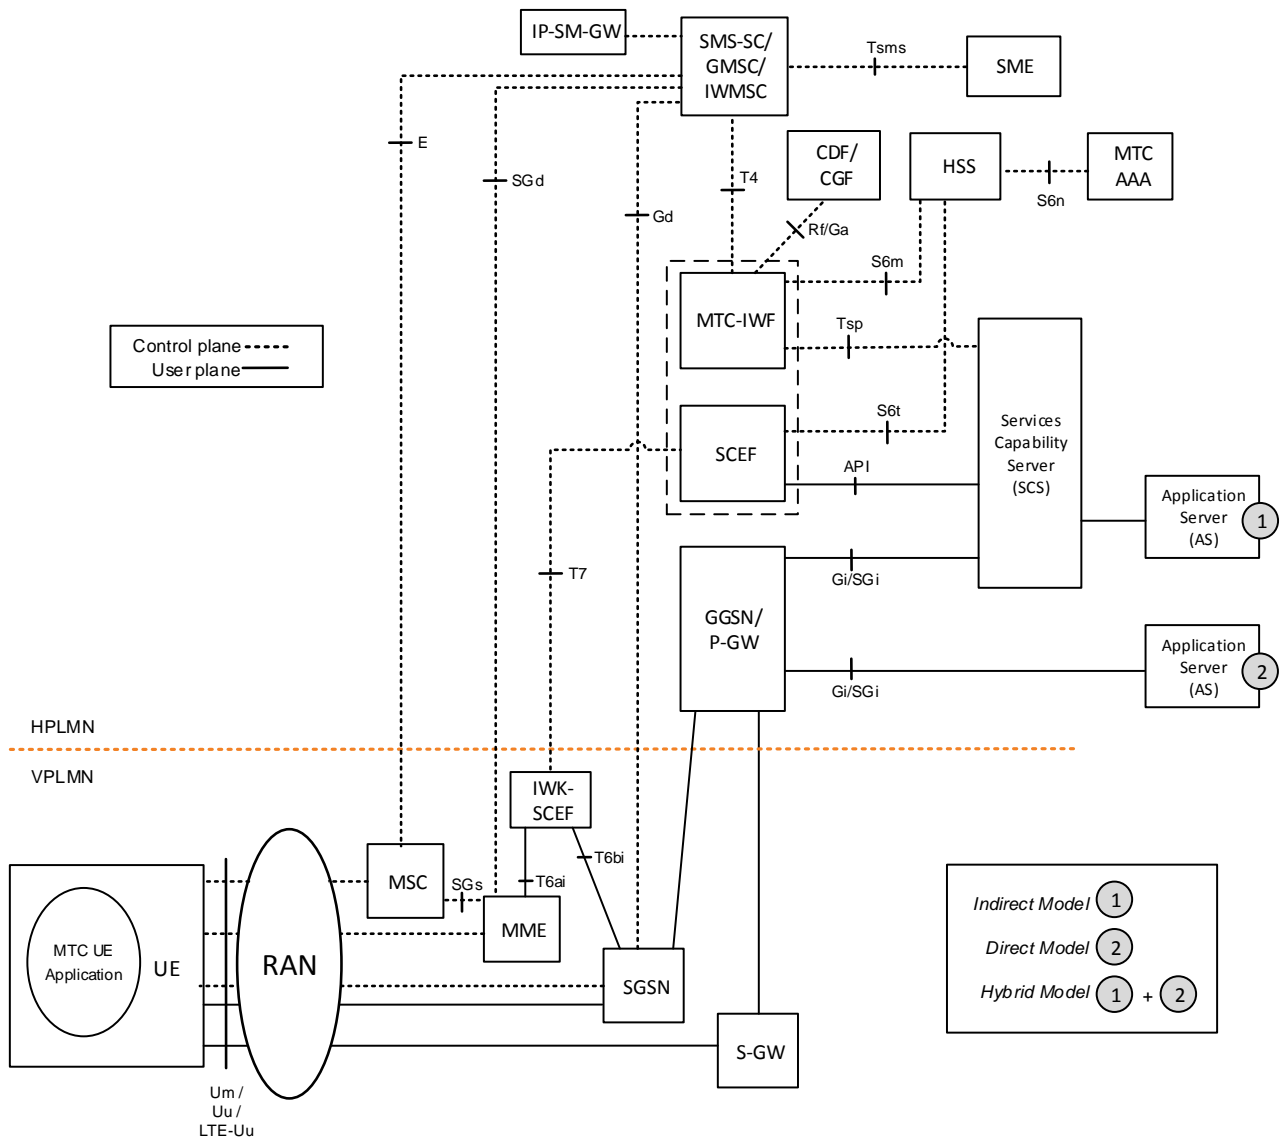 IP-SM-GW
SMS-SC/
GMSC/
IWMSC
Tsms
SME
E
SGd
Gd
T4
CDF/
CGF
HSS
MTC
AAA
S6n
Rf/Ga
S6m
MTC-IWF
Tsp
Control plane
User plane
S6t
SCEF
API
Services
Capability
Server
(SCS)
Application
Server
(AS)
1
T7
Gi/SGi
GGSN/
P-GW
Gi/SGi
Application
Server
(AS)
2
HPLMN
VPLMN
IWK-
SCEF
T6bi
T6ai
MSC
SGs
MME
MTC UE
Application
UE
RAN
SGSN
S-GW
Um /
Uu /
LTE-Uu
Indirect Model 1
Direct Model 2
Hybrid Model 1 + 2